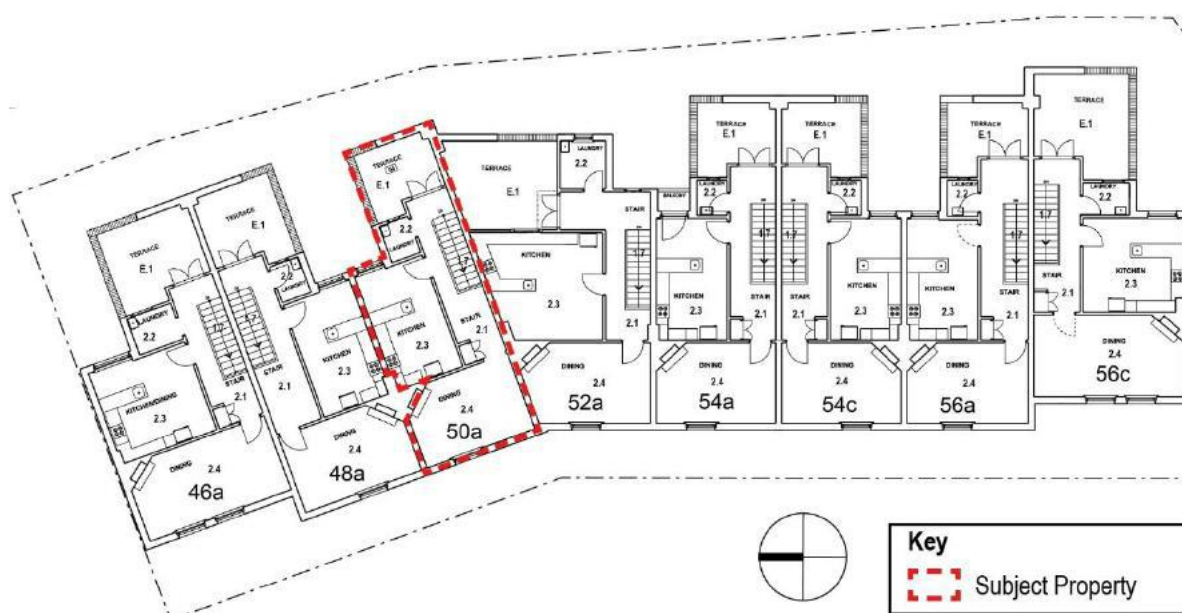 TERRACE
E.1
LAUNDRY
2.2
KITCHEN/DINING
2.3
STAIR
2.1
DINING
2.4
46a
TERRACE
E.1
2.2
LAUNDRY
KITCHEN
2.3
STAIR
2.1
DINING
2.4
48a
TERRACE
E.1
2.2
LAUNDRY
1.7
KITCHEN
2.3
STAIR
2.1
DINING
2.4
50a
TERRACE
E.1
LAUNDRY
2.2
STAIR
1.7
KITCHEN
2.3
2.1
DINING
2.4
52a
TERRACE
E.1
BALCONY
LAUNDRY
2.2
1.7
KITCHEN
2.3
STAIR
2.1
DINING
2.4
54a
TERRACE
E.1
LAUNDRY
2.2
1.7
STAIR
2.1
KITCHEN
2.3
DINING
2.4
54c
TERRACE
E.1
LAUNDRY
2.2
1.7
KITCHEN
2.3
STAIR
2.1
DINING
2.4
56a
TERRACE
E.1
LAUNDRY
2.2
1.7
STAIR
2.1
KITCHEN
2.3
DINING
2.4
56c
Key
Subject Property